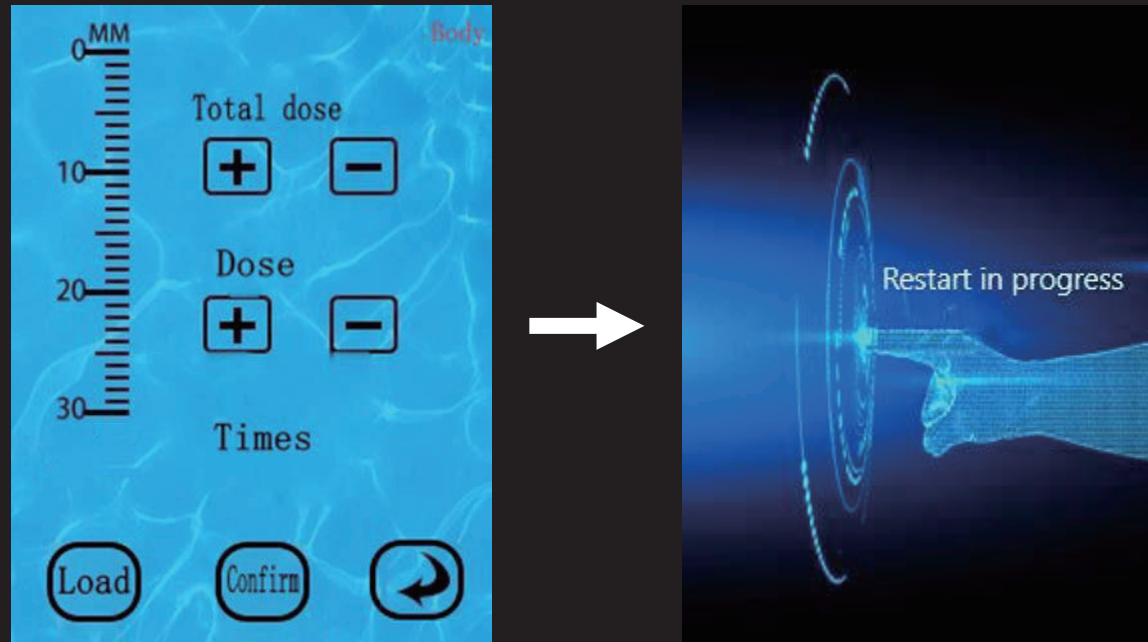 MM
Body
0
Total dose
+ −
10
Dose
20
+ −
30
Times
Load Confirm
Restart in progress